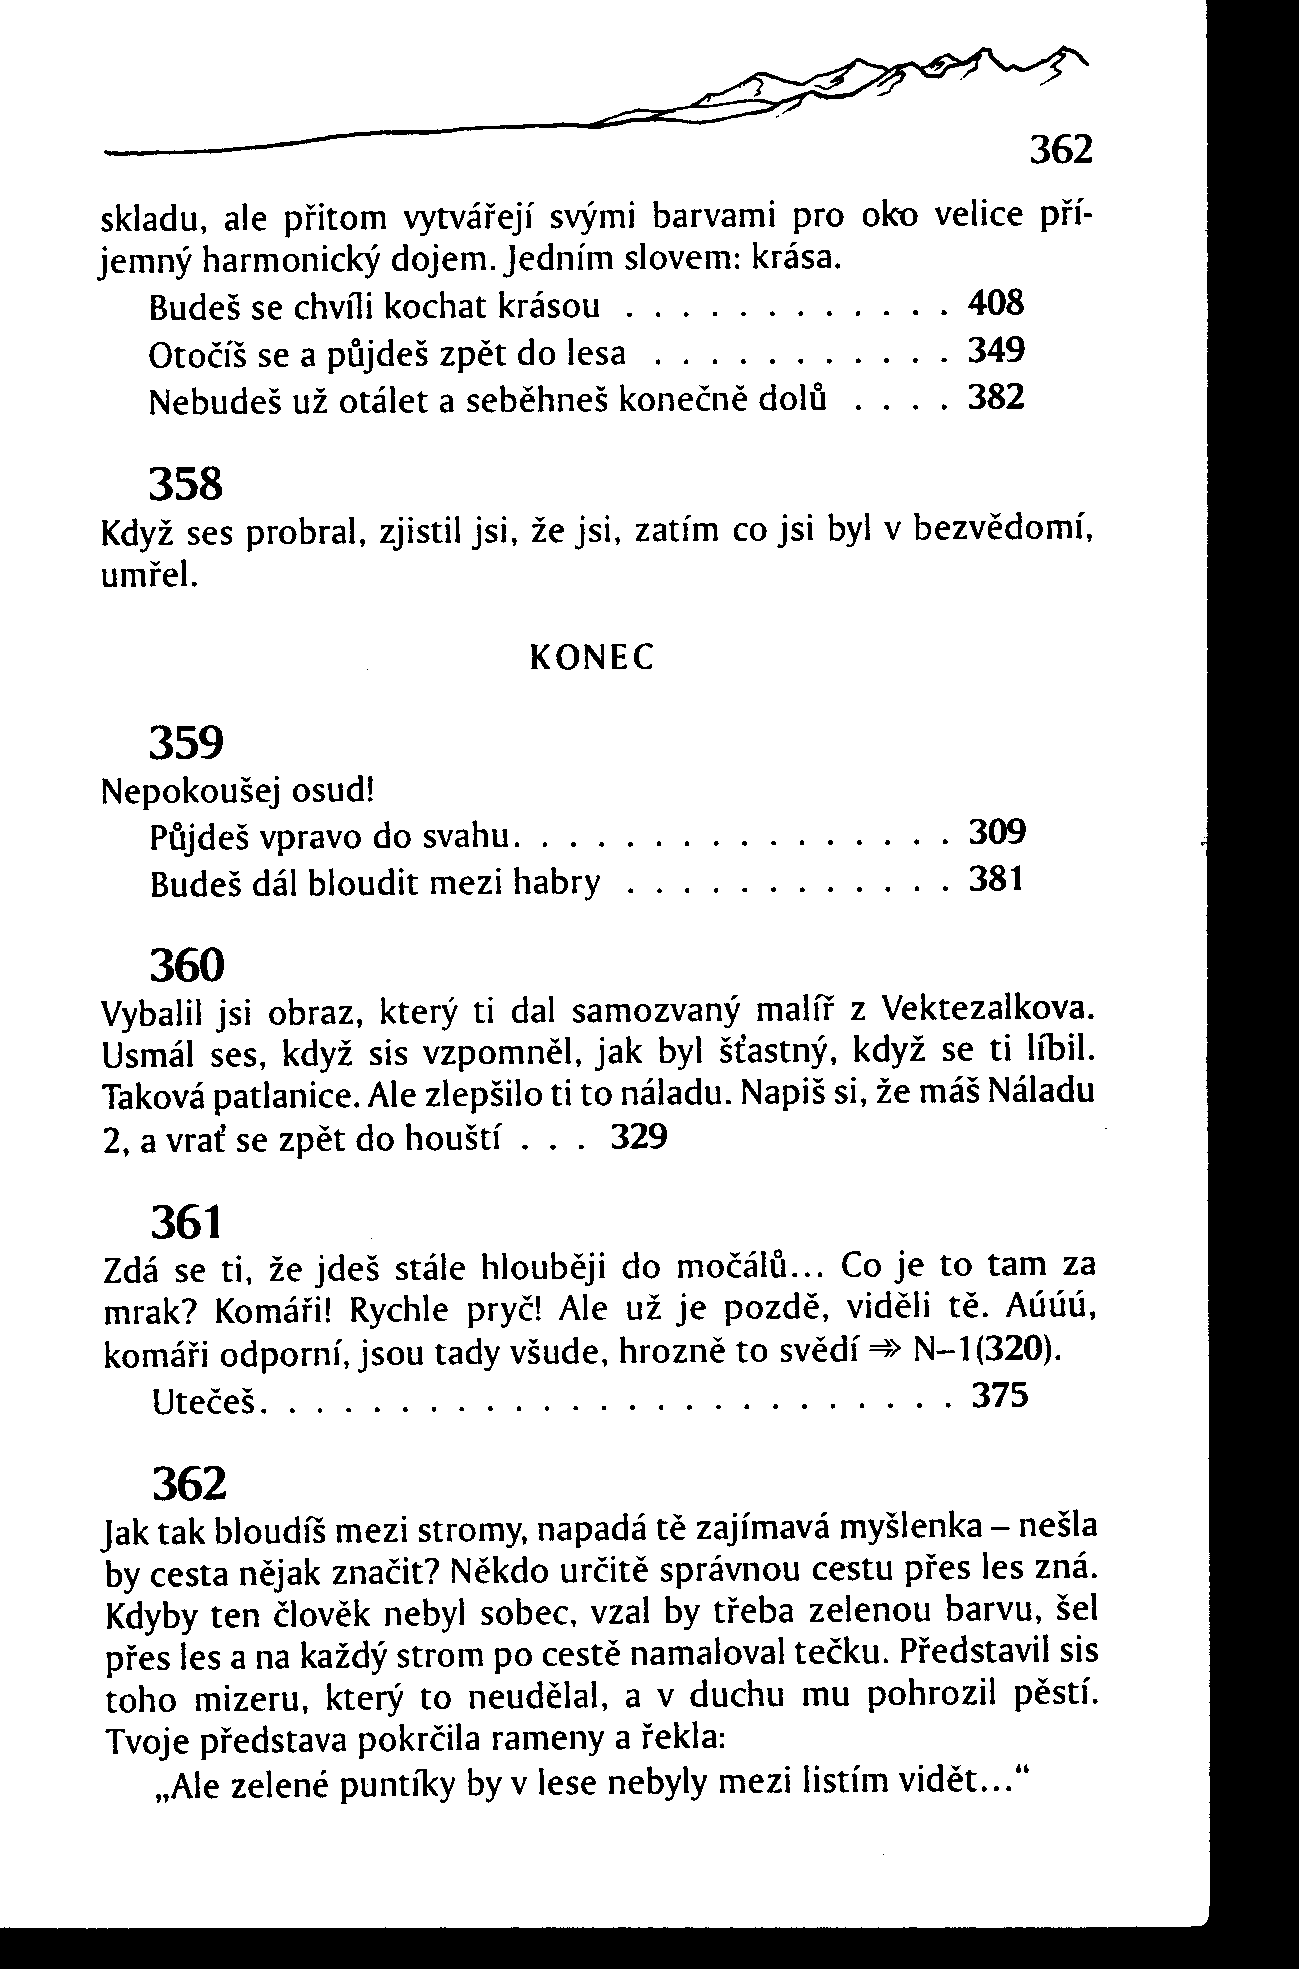 362
skladu, ale přitom vytvářejí svými barvami pro oko velice pří-
jemný harmonický dojem. Jedním slovem: krása.
Budeš se chvíli kochat krásou . . . . . . . . . . . . 408
Otočíš se a půjdeš zpět do lesa . . . . . . . . . . . 349
Nebudeš už otálet a seběhneš konečně dolů . . . . 382
358
Když ses probral, zjistil jsi, že jsi, zatím co jsi byl v bezvědomí,
umřel.
KONEC
359
Nepokoušej osud!
Půjdeš vpravo do svahu. . . . . . . . . . . . . . . . 309
Budeš dál bloudit mezi habry . . . . . . . . . . . . 381
360
Vybalil jsi obraz, který ti dal samozvaný malíř z Vektezalkova.
Usmál ses, když sis vzpomněl, jak byl šťastný, když se ti líbil.
Taková patlanice. Ale zlepšilo ti to náladu. Napiš si, že máš Náladu
2, a vrať se zpět do houští . . . 329
361
Zdá se ti, že jdeš stále hlouběji do močálů... Co je to tam za
mrak? Komáři! Rychle pryč! Ale už je pozdě, viděli tě. Aúúú,
komáři odporní, jsou tady všude, hrozně to svědí ⇒ N–1(320).
Utečeš. . . . . . . . . . . . . . . . . . . . . . . . . 375
362
Jak tak bloudíš mezi stromy, napadá tě zajímavá myšlenka – nešla
by cesta nějak značit? Někdo určitě správnou cestu přes les zná.
Kdyby ten člověk nebyl sobec, vzal by třeba zelenou barvu, šel
přes les a na každý strom po cestě namaloval tečku. Představil sis
toho mizeru, který to neudělal, a v duchu mu pohrozil pěstí.
Tvoje představa pokrčila rameny a řekla:
„Ale zelené puntíky by v lese nebyly mezi listím vidět...“